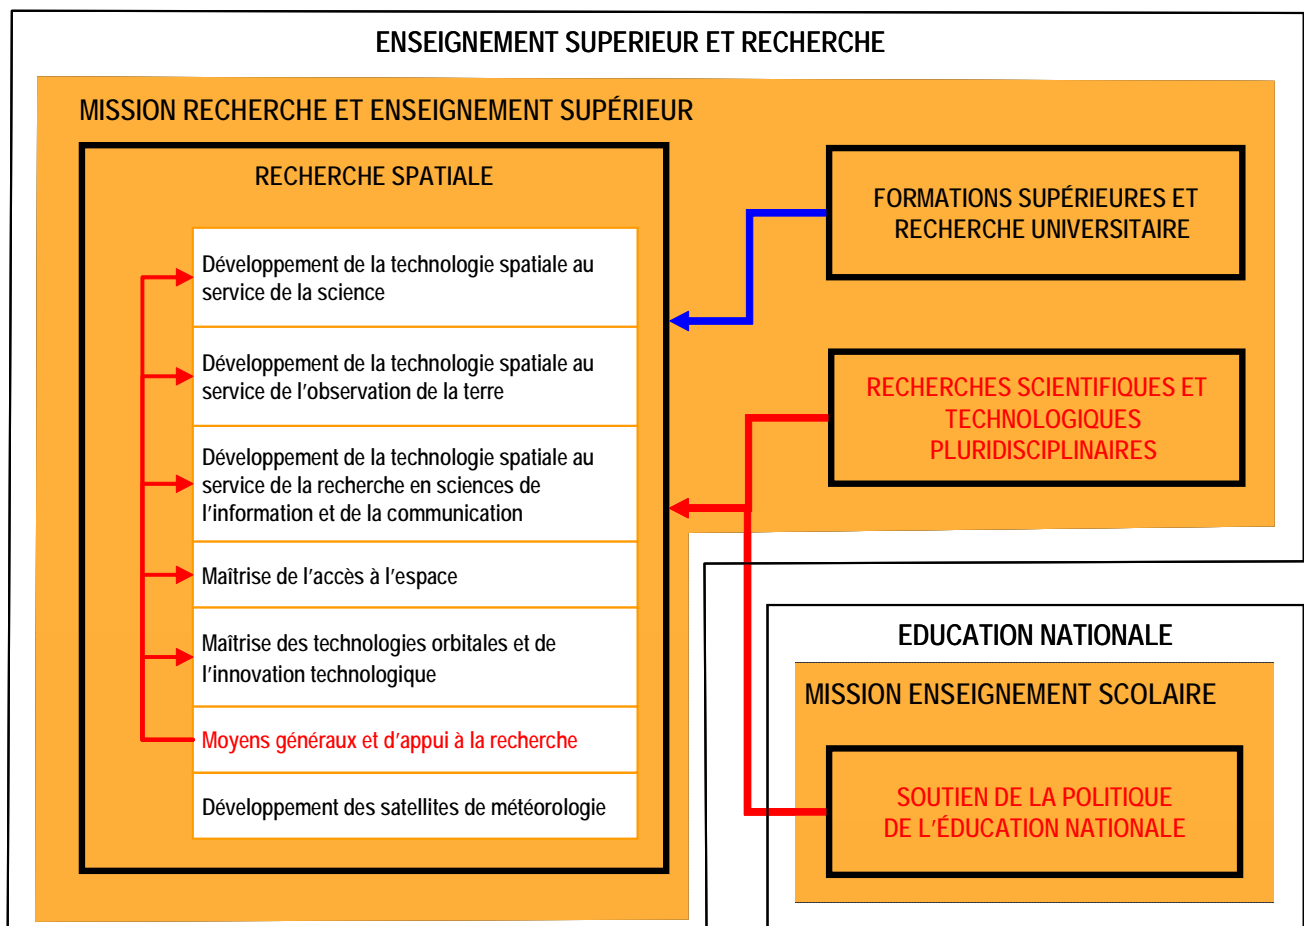 ENSEIGNEMENT SUPERIEUR ET RECHERCHE
MISSION RECHERCHE ET ENSEIGNEMENT SUPÉRIEUR
RECHERCHE SPATIALE
Développement de la technologie spatiale au
service de la science
Développement de la technologie spatiale au
service de l'observation de la terre
Développement de la technologie spatiale au
service de la recherche en sciences de
l'information et de la communication
Maîtrise de l'accès à l'espace
Maîtrise des technologies orbitales et de
l'innovation technologique
Moyens généraux et d'appui à la recherche
Développement des satellites de météorologie
FORMATIONS SUPÉRIEURES ET
RECHERCHE UNIVERSITAIRE
RECHERCHES SCIENTIFIQUES ET
TECHNOLOGIQUES
PLURIDISCIPLINAIRES
EDUCATION NATIONALE
MISSION ENSEIGNEMENT SCOLAIRE
SOUTIEN DE LA POLITIQUE
DE L'ÉDUCATION NATIONALE